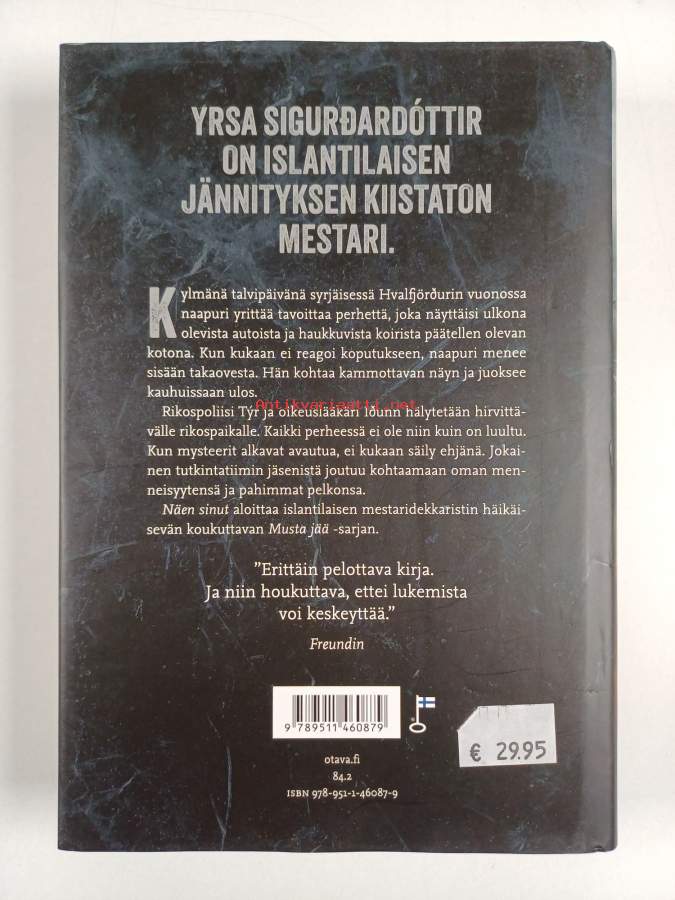 YRSA SIGURÐARDÓTTIR
ON ISLANTILAISEN
JÄNNITYKSEN KIISTATON
MESTARI.
Kylmänä talvipäivänä syrjäisessä Hvalfjörðurin vuonossa
naapuri yrittää tavoittaa perhettä, joka näyttäisi ulkona
olevista autoista ja haukkuvista koirista päätellen olevan
kotona. Kun kukaan ei reagoi koputukseen, naapuri menee
sisään takaovesta. Hän kohtaa kammottavan näyn ja juoksee
kauhuissaan ulos.
Antikvariaatti.net
Rikospoliisi Týr ja oikeuslääkäri Iðunn hälytetään hirvittä-
välle rikospaikalle. Kaikki perheessä ei ole niin kuin on luultu.
Kun mysteerit alkavat avautua, ei kukaan säily ehjänä. Jokai-
nen tutkintatiimin jäsenistä joutuu kohtaamaan oman men-
neisyytensä ja pahimmat pelkonsa.
Näen sinut aloittaa islantilaisen mestaridekkaristin häikäi-
sevän koukuttavan Musta jää -sarjan.
”Erittäin pelottava kirja.
Ja niin houkuttava, ettei lukemista
voi keskeyttää.”
Freundin
9 789511 460879
€ 29.95
otava.fi
84.2
ISBN 978-951-1-46087-9